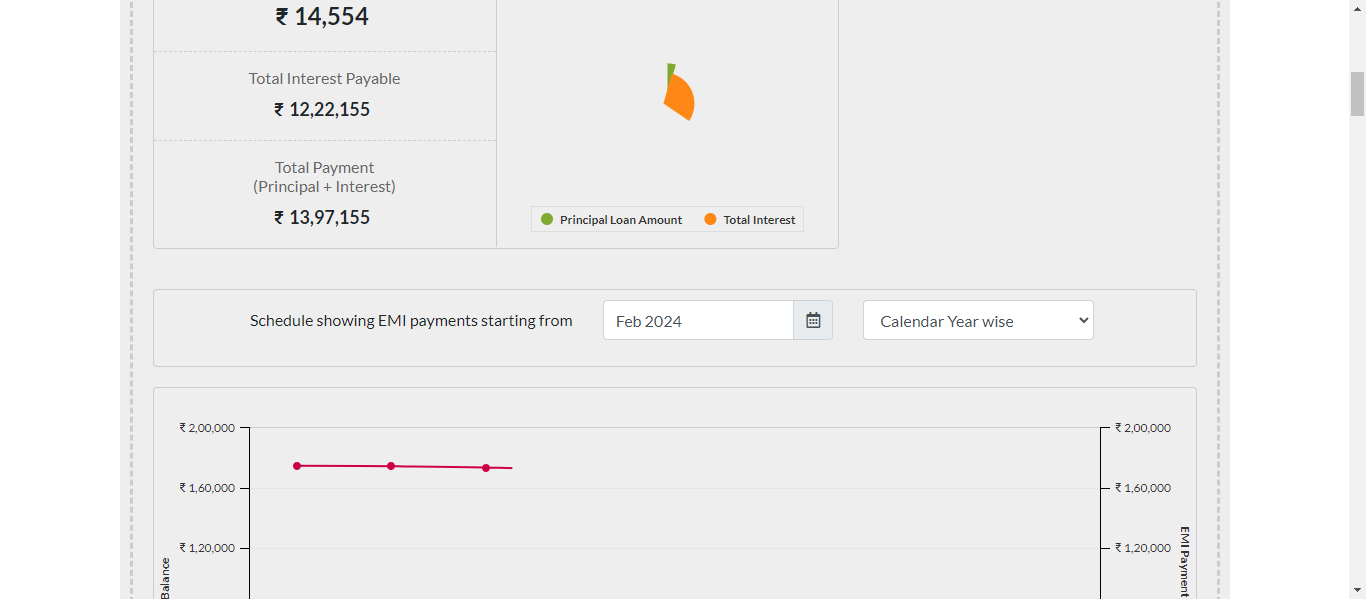 ₹ 14,554
Total Interest Payable
₹ 12,22,155
Total Payment
(Principal + Interest)
₹ 13,97,155
Principal Loan Amount
Total Interest
Schedule showing EMI payments starting from
Feb 2024
Calendar Year wise
₹ 2,00,000
₹ 1,60,000
₹ 1,20,000
Balance
₹ 2,00,000
₹ 1,60,000
₹ 1,20,000
EMI Payment